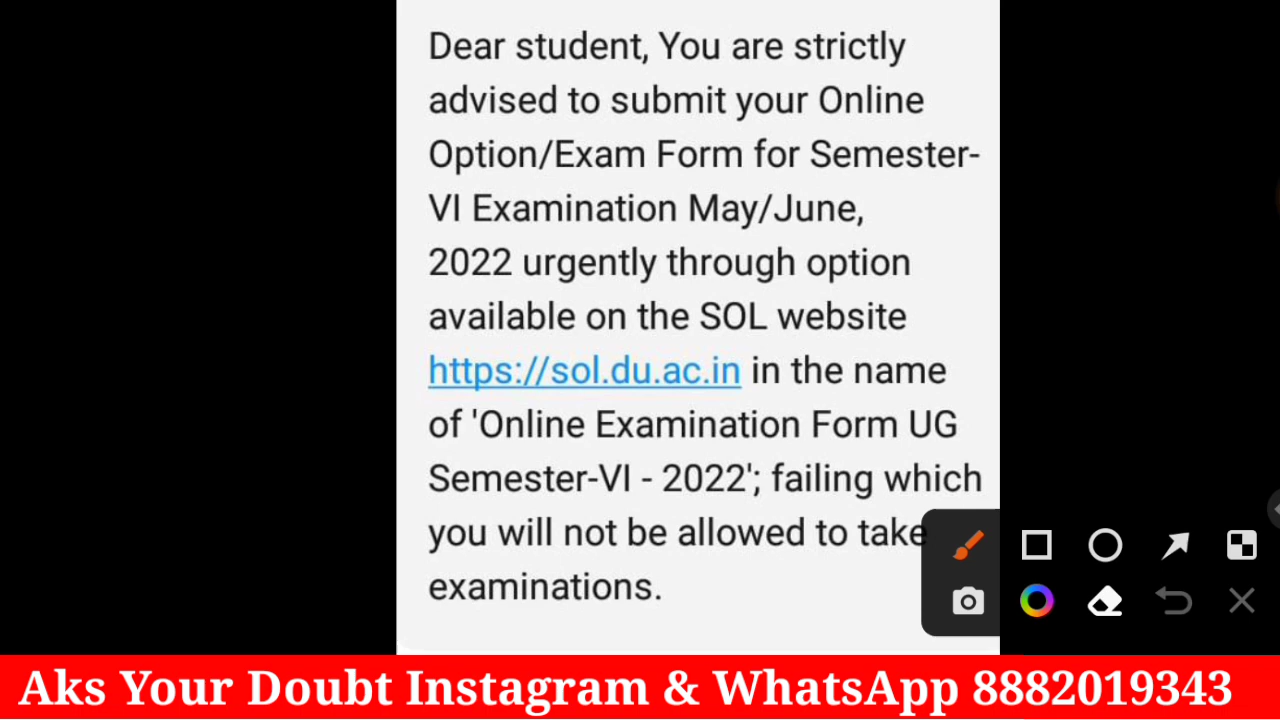 Dear student, You are strictly
advised to submit your Online
Option/Exam Form for Semester-
VI Examination May/June,
2022 urgently through option
available on the SOL website
https://sol.du.ac.in in the name
of 'Online Examination Form UG
Semester-VI - 2022'; failing which
you will not be allowed to take
examinations.
Aks Your Doubt Instagram & WhatsApp 8882019343